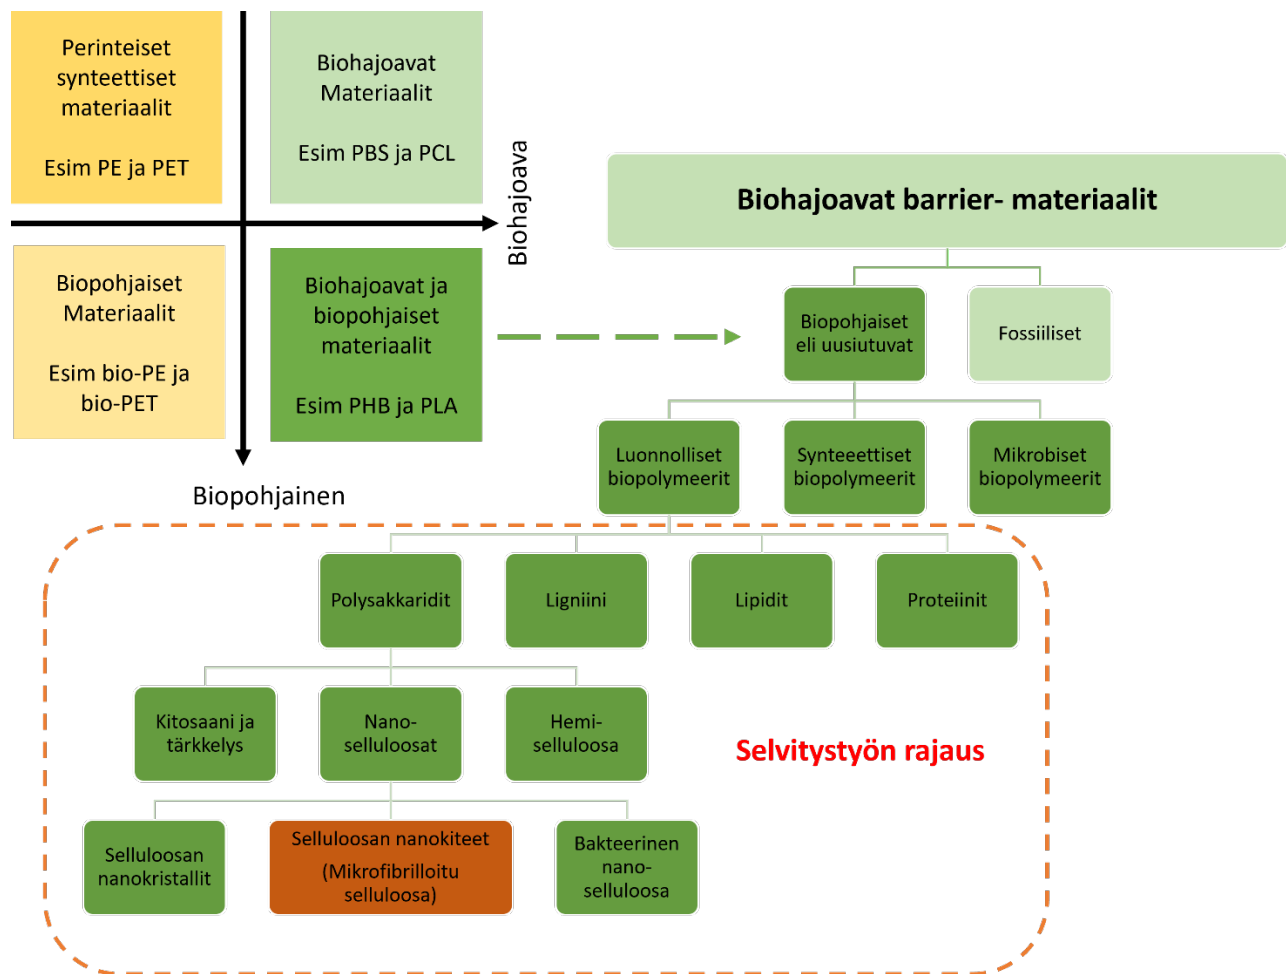 Perinteiset
synteettiset
materiaalit
Esim PE ja PET
Biohajoavat
Materiaalit
Esim PBS ja PCL
Biohajoava
Biopohjaiset
Materiaalit
Esim bio-PE ja
bio-PET
Biohajoavat ja
biopohjaiset
materiaalit
Esim PHB ja PLA
Biopohjainen
Biohajoavat barrier- materiaalit
Biopohjaiset
eli uusiutuvat
Fossiiliset
Luonnolliset
biopolymeerit
Synteeettiset
biopolymeerit
Mikrobiset
biopolymeerit
Polysakkaridit
Ligniini
Lipidit
Proteiinit
Kitosaani ja
tärkkelys
Nano-
selluloosat
Hemi-
selluloosa
Selvitystyön rajaus
Selluloosan
nanokristallit
Selluloosan nanokiteet
(Mikrofibrilloitu
selluloosa)
Bakteerinen
nano-
selluloosa